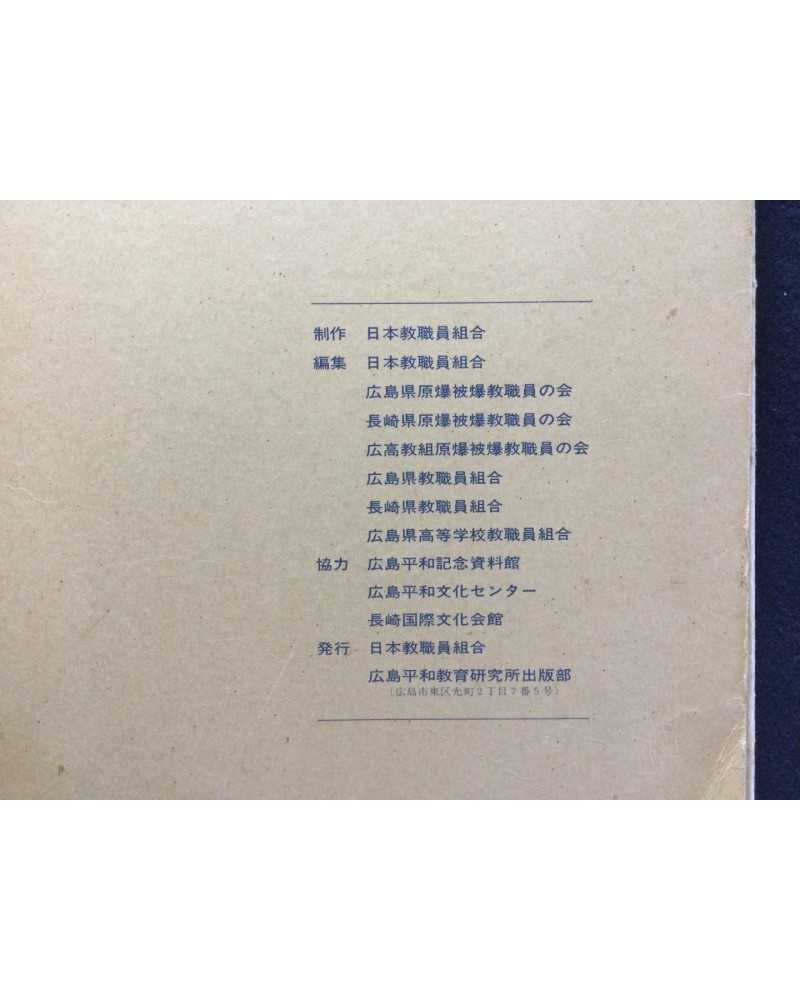 制作 日本教職員組合
編集 日本教職員組合
広島県原爆被爆教職員の会
長崎県原爆被爆教職員の会
広高教組原爆被爆教職員の会
広島県教職員組合
長崎県教職員組合
広島県高等学校教職員組合
協力 広島平和記念資料館
広島平和文化センター
長崎国際文化会館
発行 日本教職員組合
広島平和教育研究所出版部
(広島市東区光町2丁目7番5号)